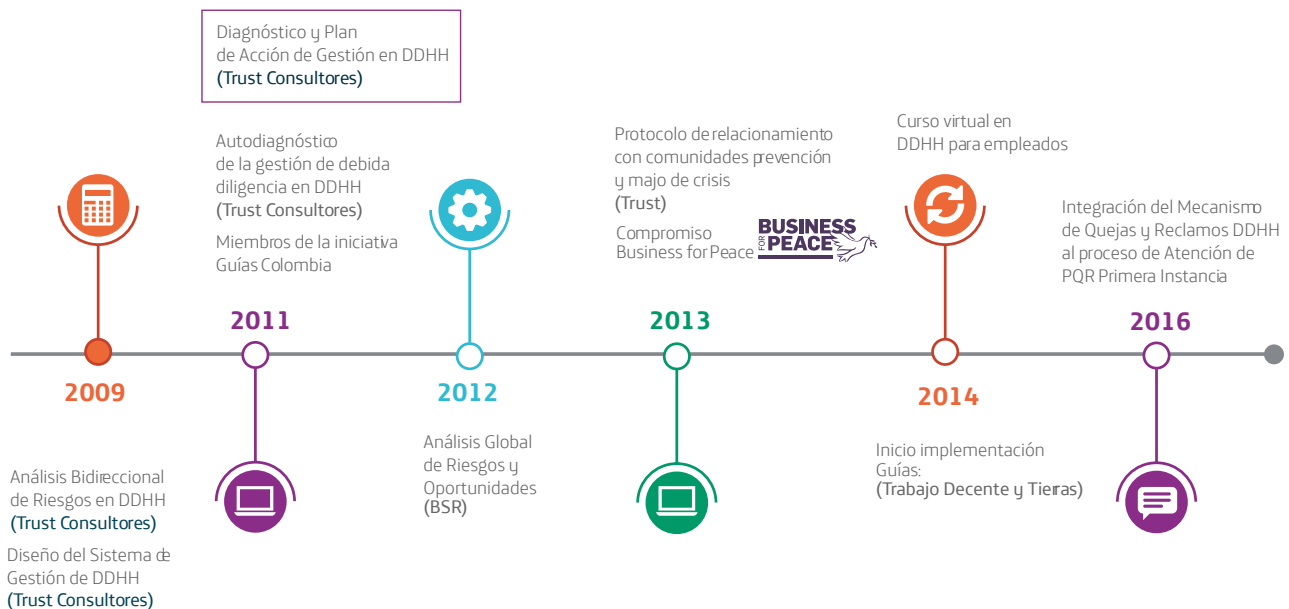 Diagnóstico y Plan
de Acción de Gestión en DDHH
(Trust Consultores)
Autodiagnóstico
de la gestión de debida
diligencia en DDHH
(Trust Consultores)
Miembros de la iniciativa
Guías Colombia
Protocolo de relacionamiento
con comunidades prevención
y majo de crisis
(Trust)
Compromiso
Business for Peace
BUSINESS
FOR PEACE
Curso virtual en
DDHH para empleados
Integración del Mecanismo
de Quejas y Reclamos DDHH
al proceso de Atención de
PQR Primera Instancia
2011
2013
2016
2009
2012
2014
Análisis Bidireccional
de Riesgos en DDHH
(Trust Consultores)
Diseño del Sistema de
Gestión de DDHH
(Trust Consultores)
Análisis Global
de Riesgos y
Oportunidades
(BSR)
Inicio implementación
Guías:
(Trabajo Decente y Tierras)